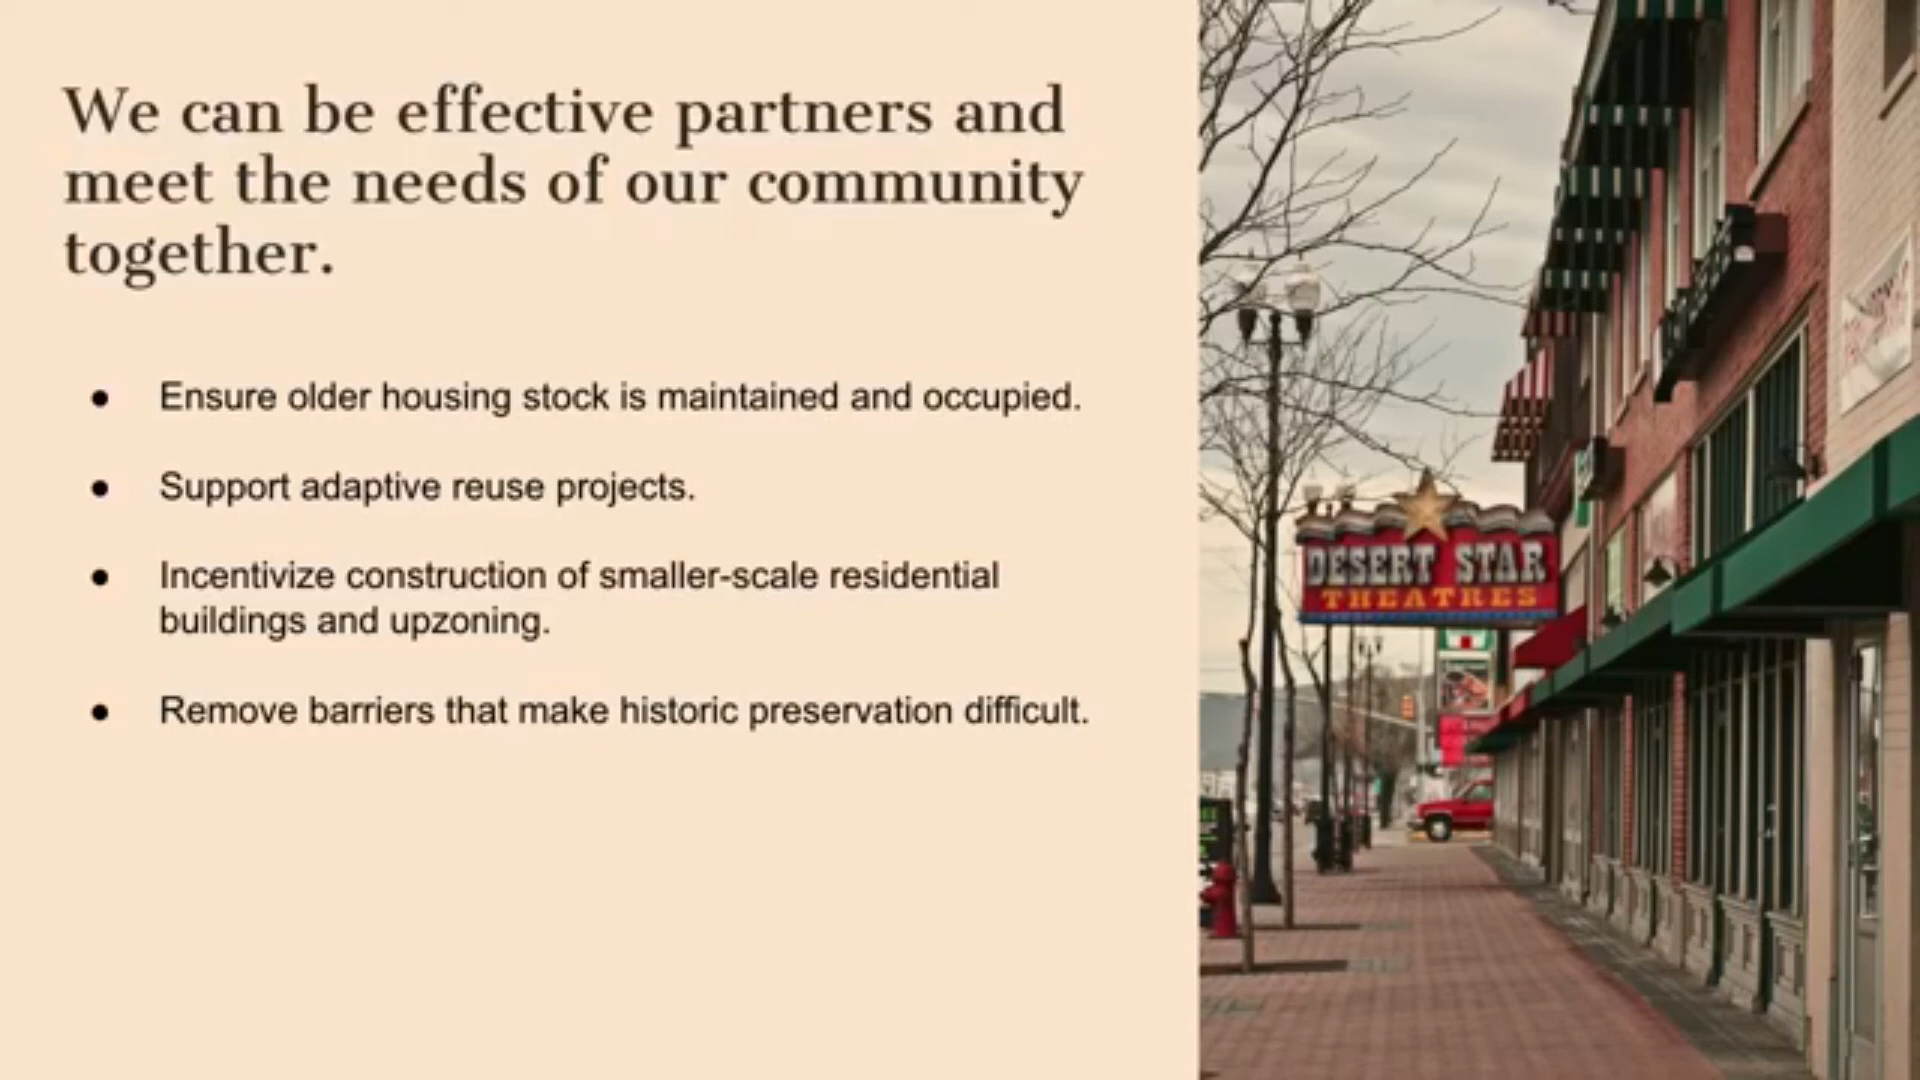 We can be effective partners and
meet the needs of our community
together.
● Ensure older housing stock is maintained and occupied.
● Support adaptive reuse projects.
● Incentivize construction of smaller-scale residential
buildings and upzoning.
● Remove barriers that make historic preservation difficult.
DESERT STAR
THEATRES